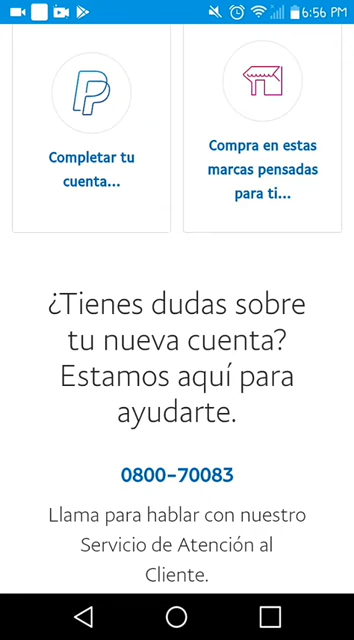 6:56 PM
Completar tu
cuenta...
Compra en estas
marcas pensadas
para ti...
¿Tienes dudas sobre
tu nueva cuenta?
Estamos aquí para
ayudarte.
0800-70083
Llama para hablar con nuestro
Servicio de Atención al
Cliente.